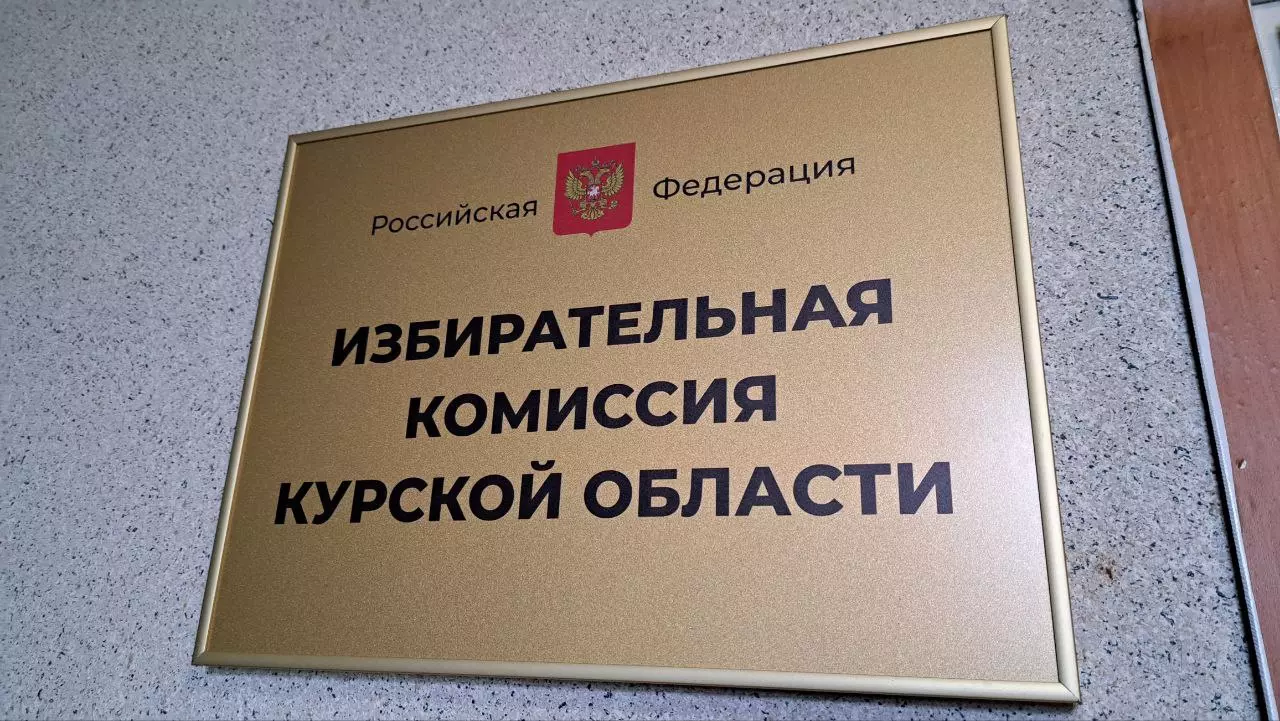 Российская Федерация
ИЗБИРАТЕЛЬНАЯ
КОМИССИЯ
КУРСКОЙ ОБЛАСТИ